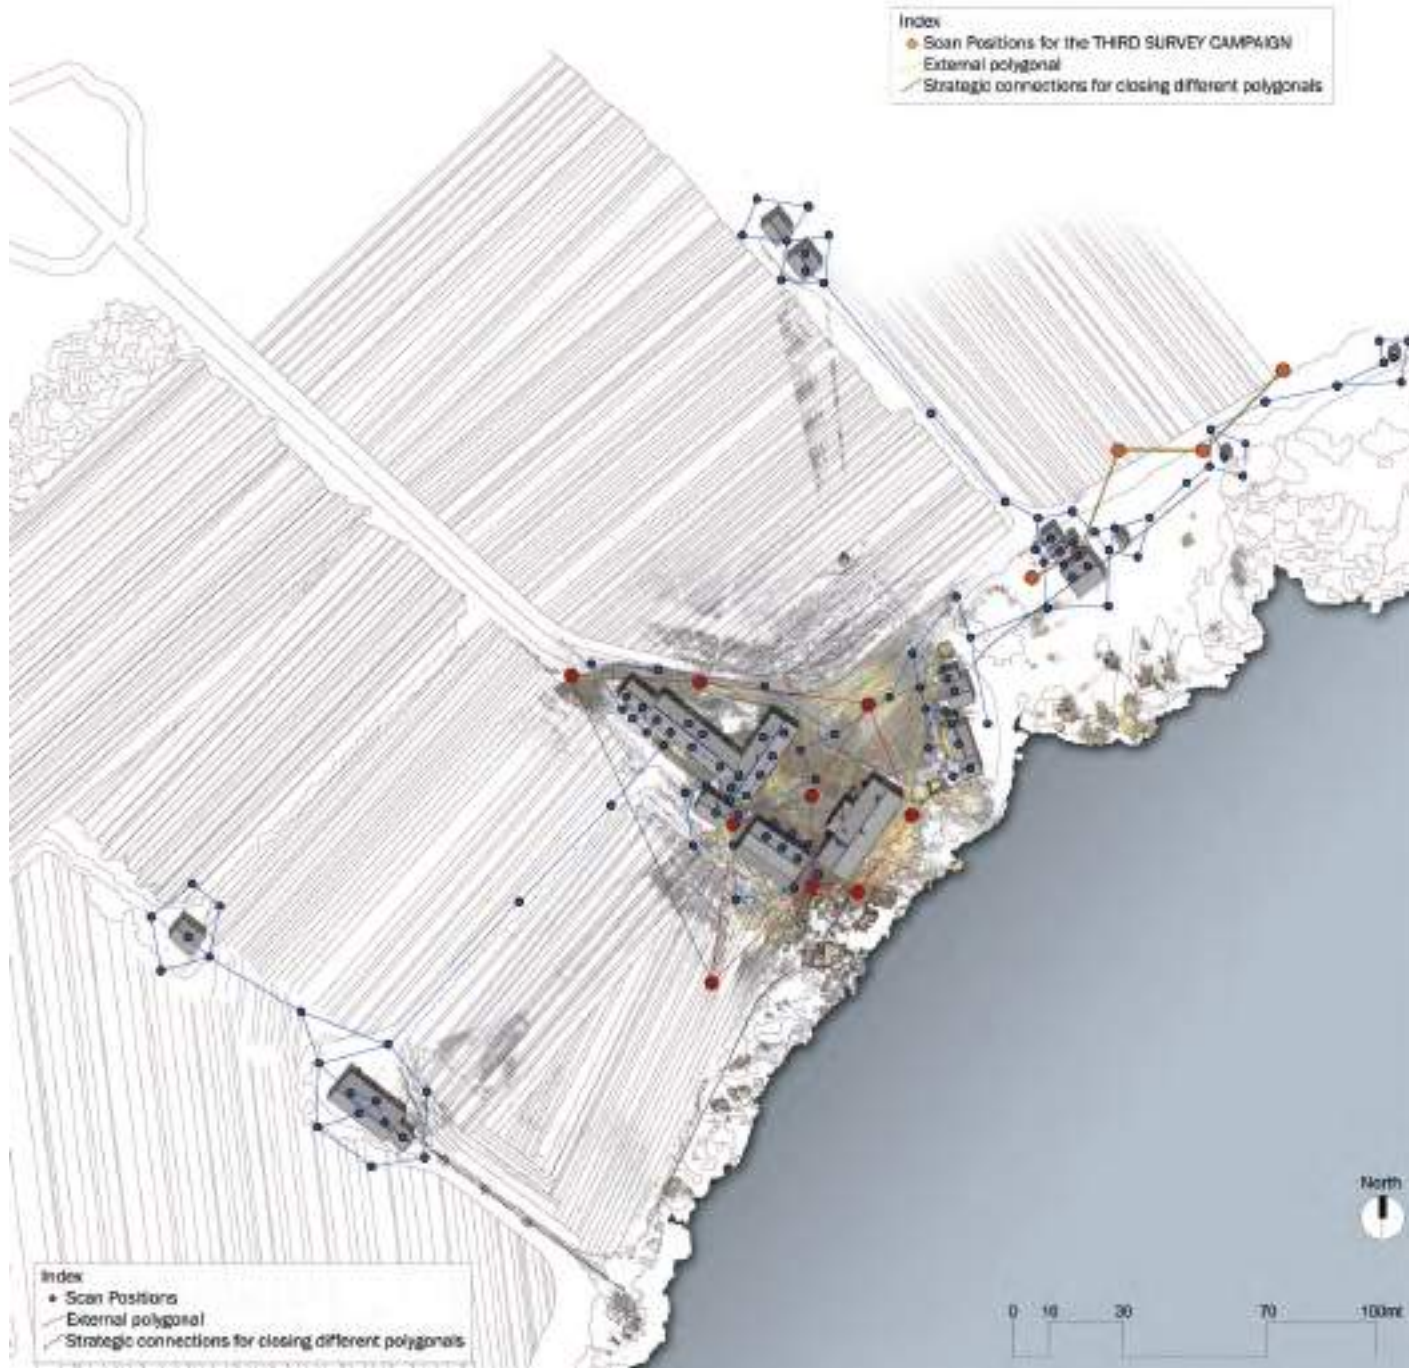 Index
Scan Positions for the THIRD SURVEY CAMPAIGN
External polygonal
Strategic connections for closing different polygonals
North
Index
Scan Positions
External polygonal
Strategic connections for closing different polygonals
0 10 30 70 100mt